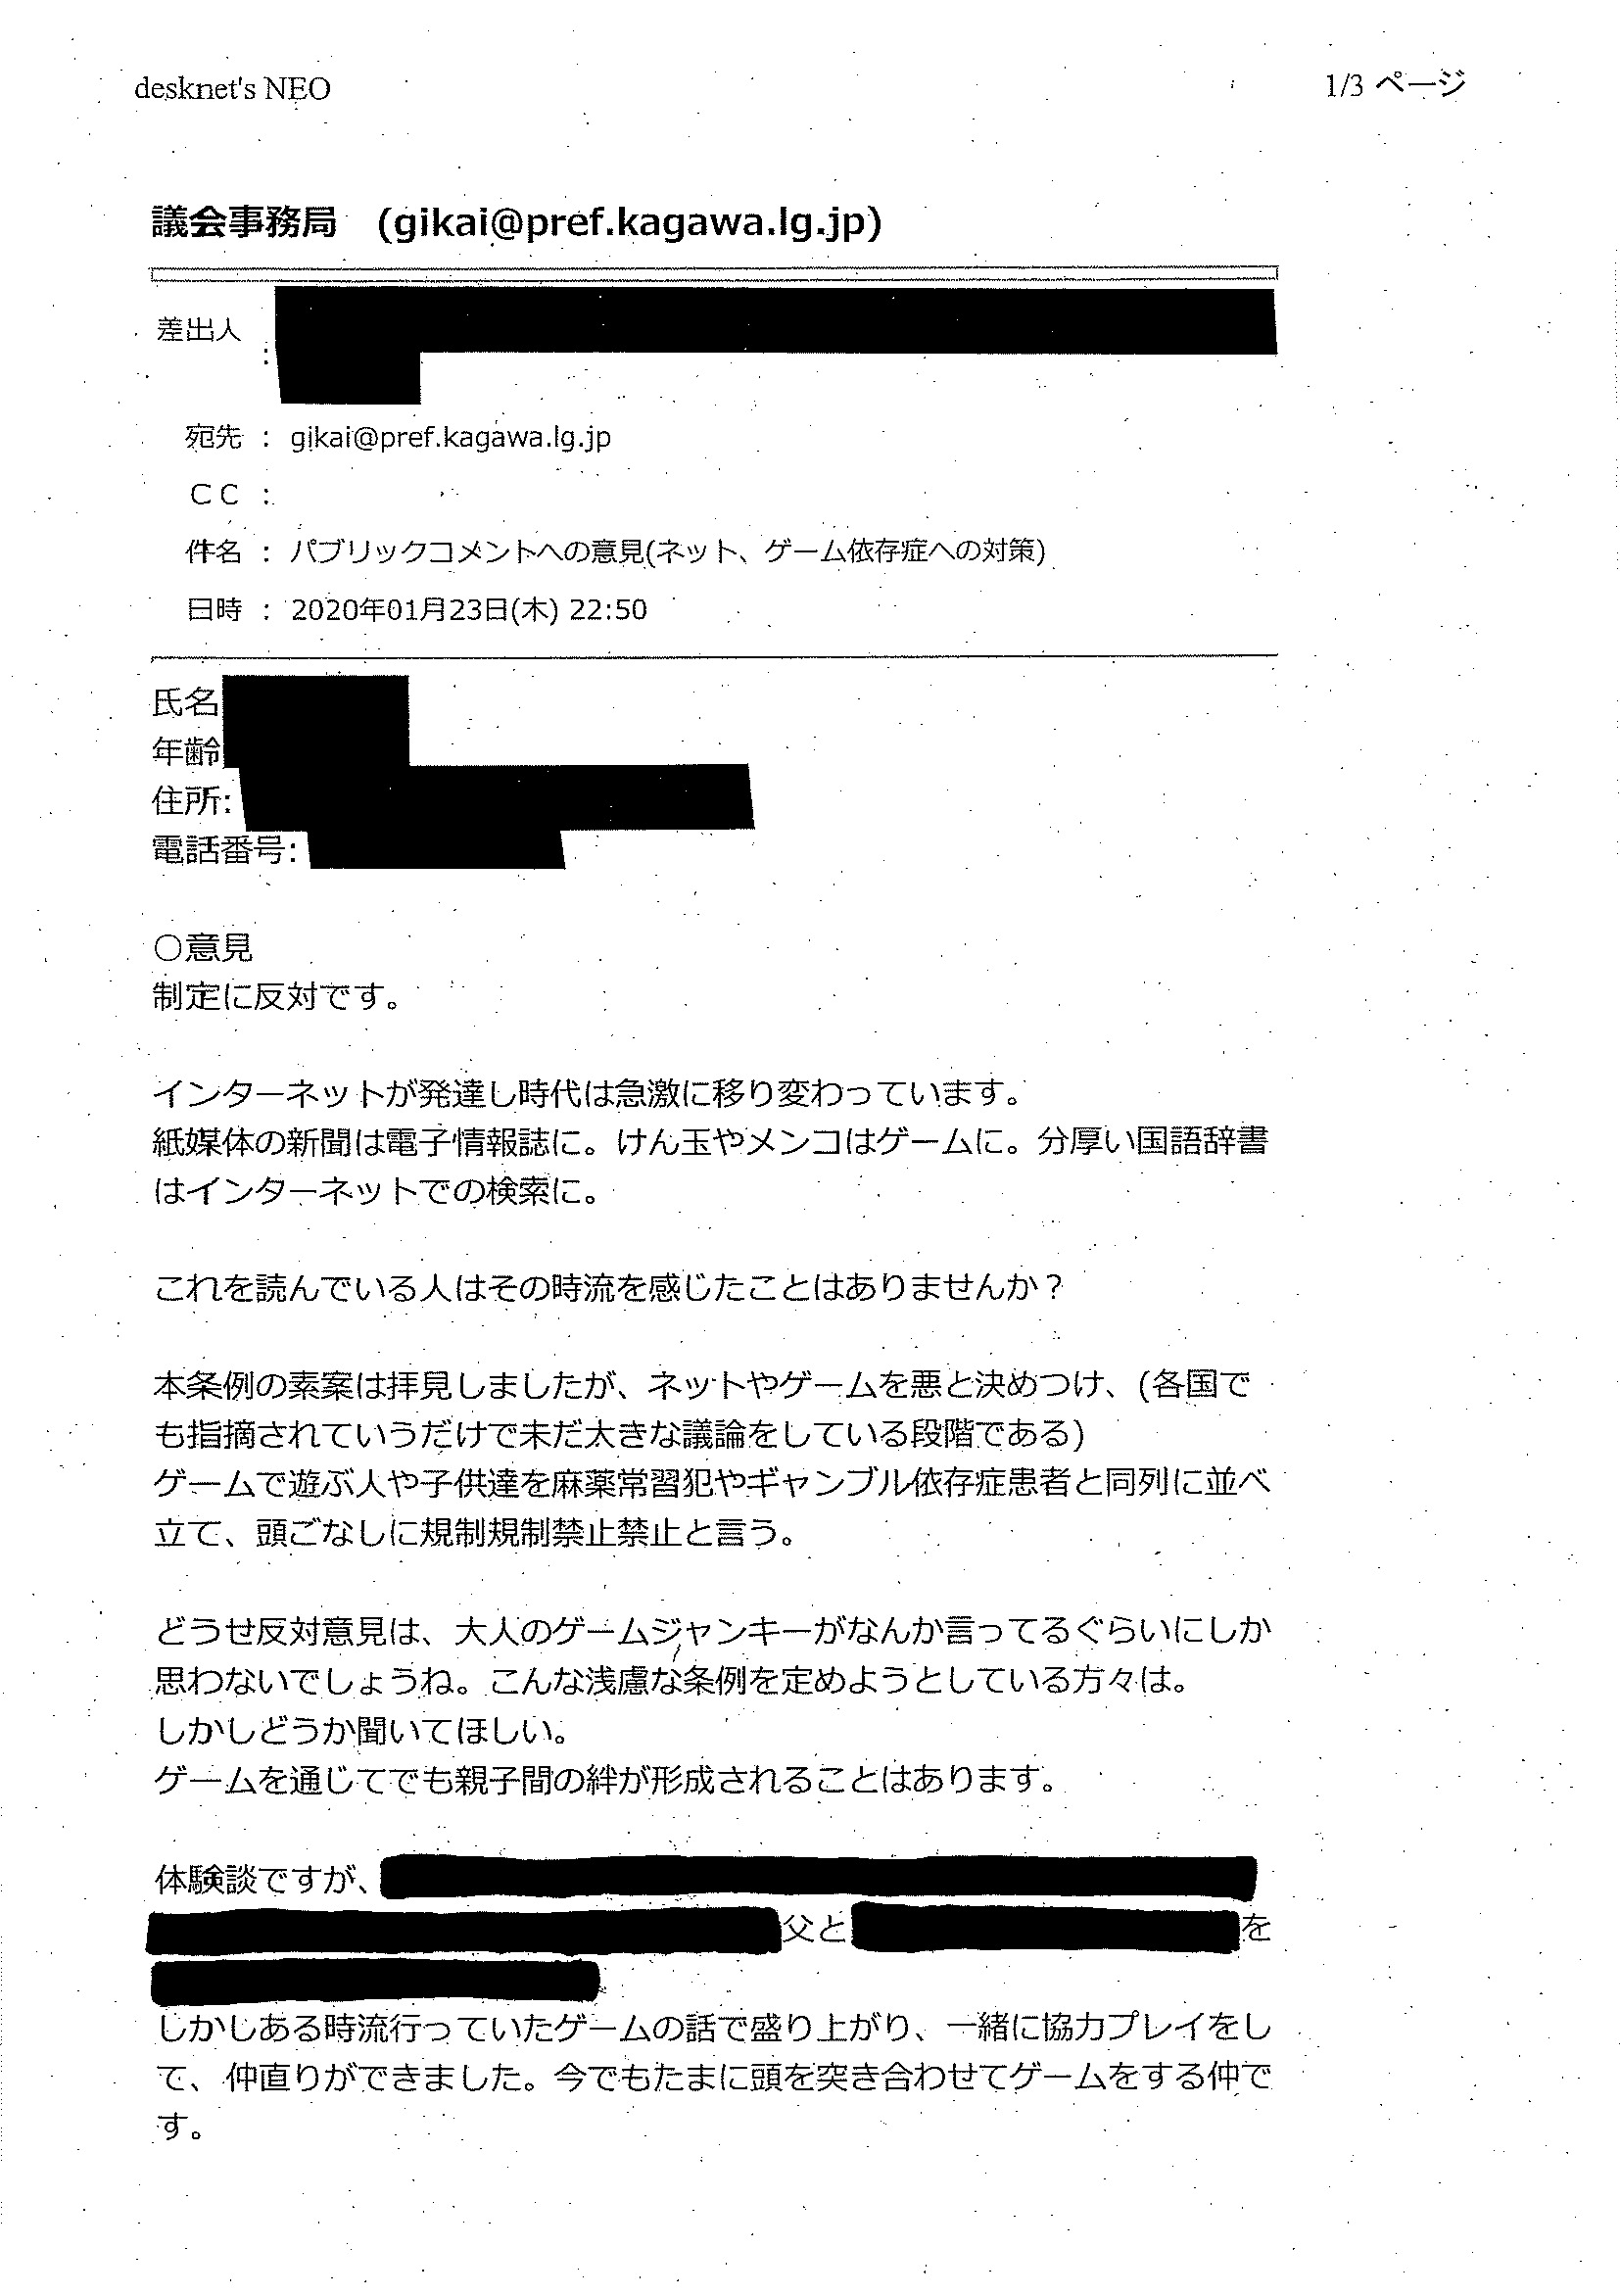 desknet's NEO
1/3 ページ
議会事務局 (gikai@pref.kagawa.lg.jp)
差出人
:
宛先 : gikai@pref.kagawa.lg.jp
CC :
件名 : パブリックコメントへの意見(ネット、ゲーム依存症への対策)
日時 : 2020年01月23日(木) 22:50
氏名
年齢
住所:
電話番号:
○意見
制定に反対です。
インターネットが発達し時代は急激に移り変わっています。
紙媒体の新聞は電子情報誌に。けん玉やメンコはゲームに。分厚い国語辞書
はインターネットでの検索に。
これを読んでいる人はその時流を感じたことはありませんか？
本条例の素案は拝見しましたが、ネットやゲームを悪と決めつけ、(各国で
も指摘されていうだけで未だ大きな議論をしている段階である)
ゲームで遊ぶ人や子供達を麻薬常習犯やギャンブル依存症患者と同列に並べ
立て、頭ごなしに規制規制禁止禁止と言う。
どうせ反対意見は、大人のゲームジャンキーがなんか言ってるぐらいにしか
思わないでしょうね。こんな浅慮な条例を定めようとしている方々は。
しかしどうか聞いてほしい。
ゲームを通じてでも親子間の絆が形成されることはあります。
体験談ですが、
父と
を
しかしある時流行っていたゲームの話で盛り上がり、一緒に協力プレイをし
て、仲直りができました。今でもたまに頭を突き合わせてゲームをする仲で
す。